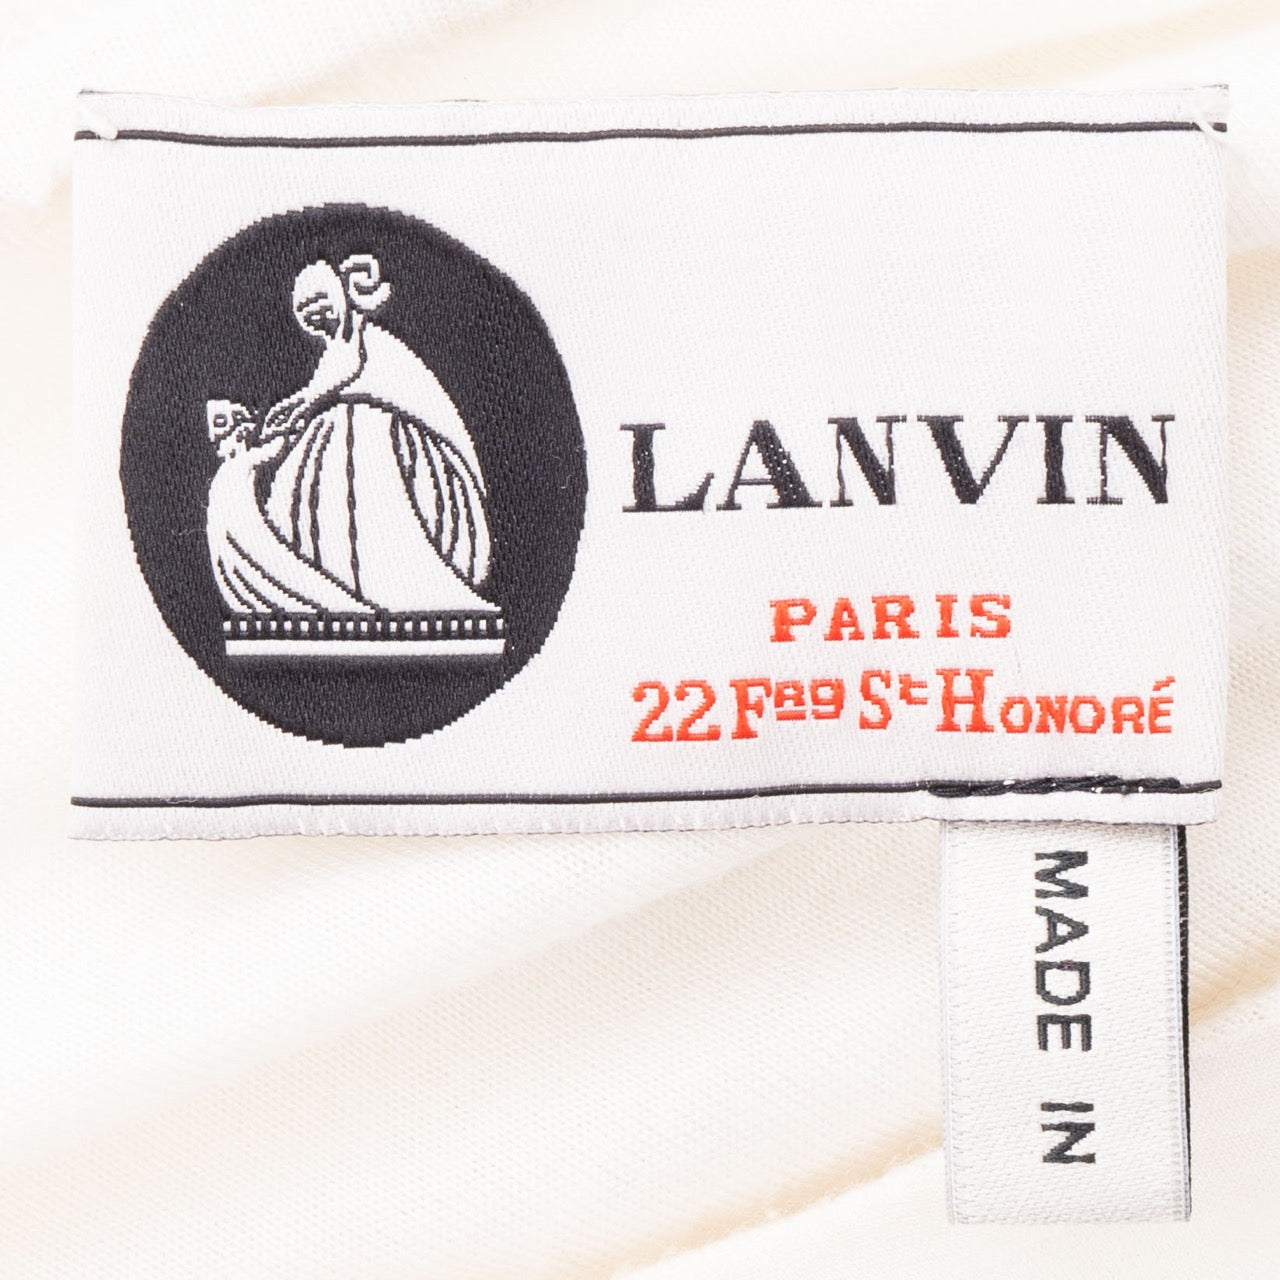 LANVIN
PARIS
22 Fbg St Honoré
MADE IN